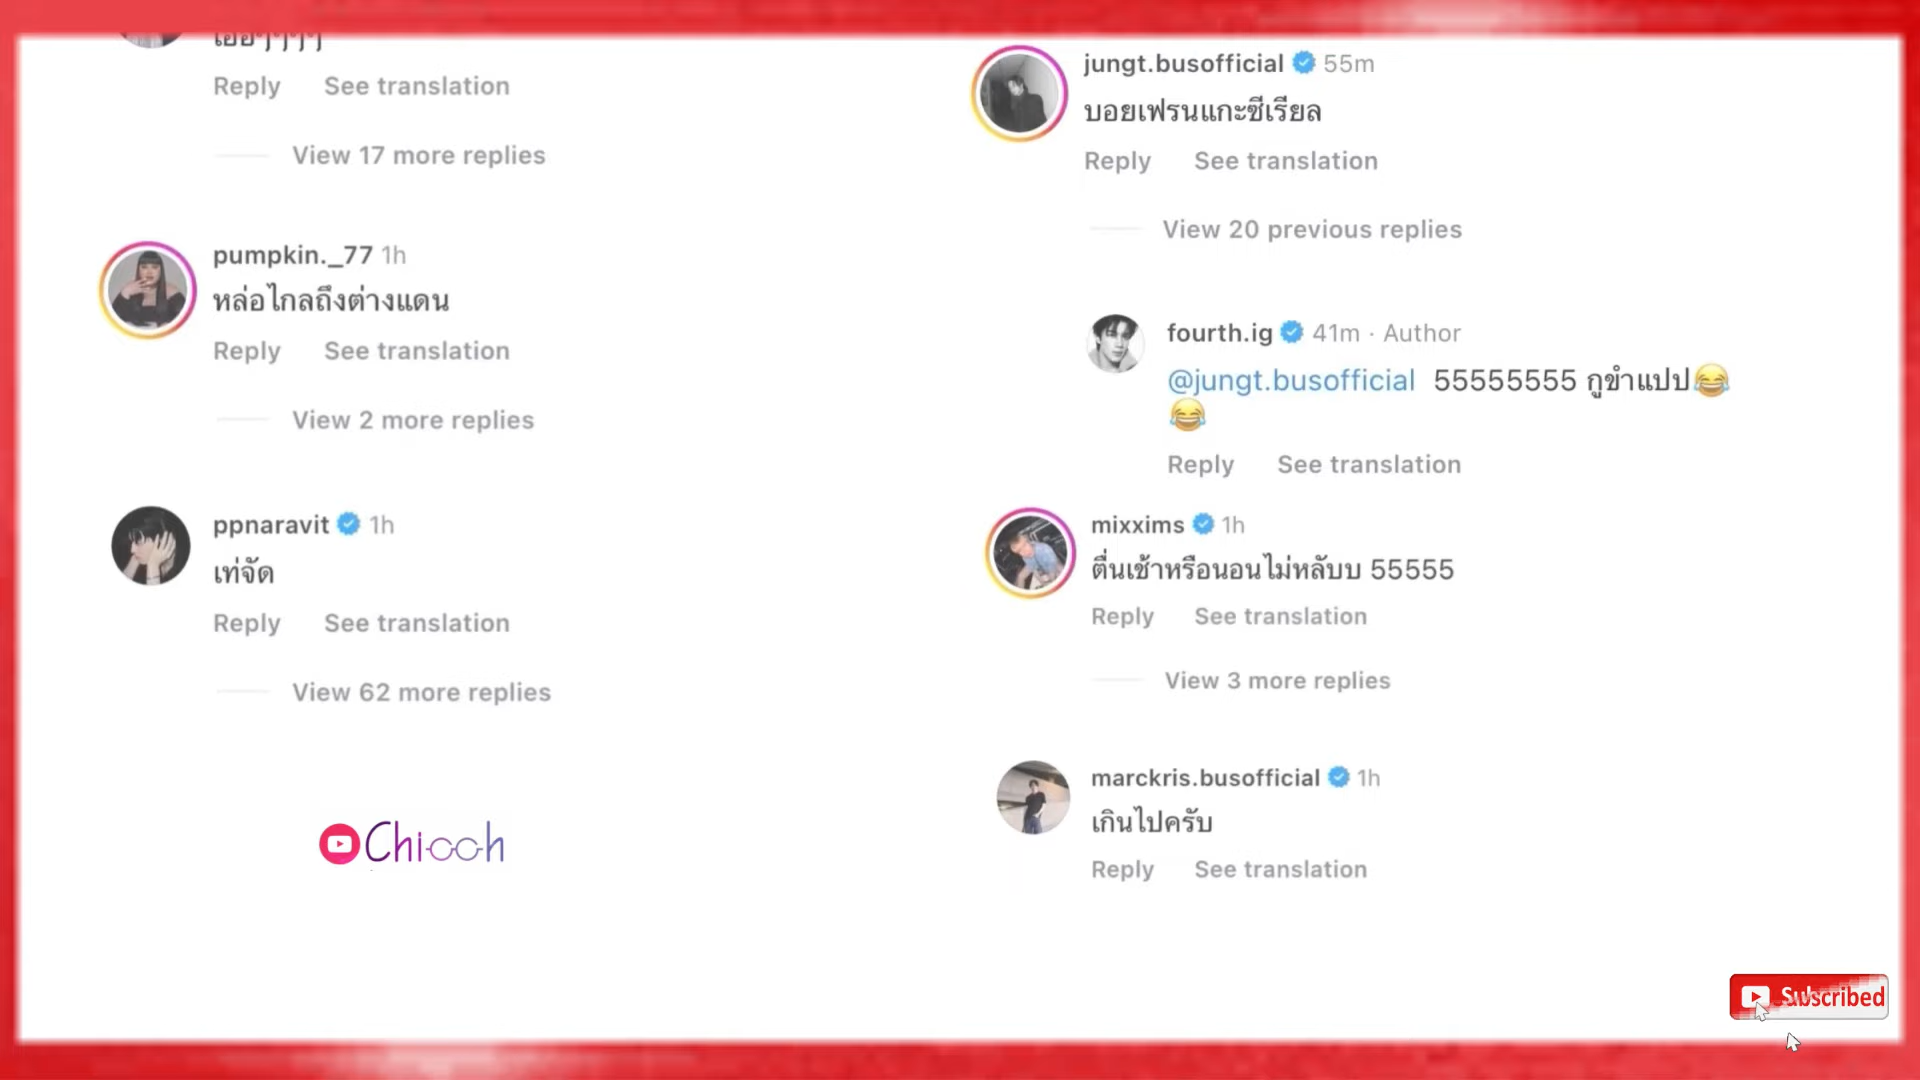 Reply See translation
View 17 more replies
pumpkin._77 1h
หล่อไกลถึงต่างแดน
Reply See translation
View 2 more replies
ppnaravit 1h
เท่จัด
Reply See translation
View 62 more replies
Chicch
jungt.busofficial 55m
บอยเฟรนแกะซีเรียล
Reply See translation
View 20 previous replies
fourth.ig 41m · Author
@jungt.busofficial 55555555 กูขำแปป😂
😂
Reply See translation
mixxims 1h
ตื่นเช้าหรือนอนไม่หลับบ 55555
Reply See translation
View 3 more replies
marckris.busofficial 1h
เกินไปครับ
Reply See translation
Subscribed